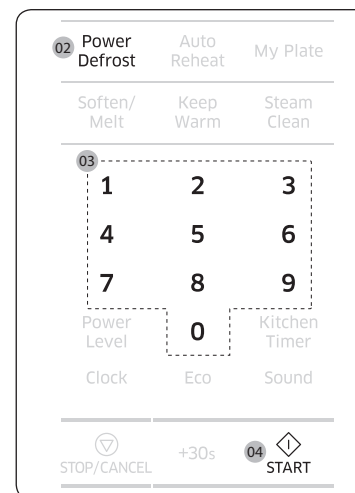 02 Power Defrost Auto Reheat My Plate
Soften/ Melt Keep Warm Steam Clean
03
1 2 3
4 5 6
7 8 9
Power Level 0 Kitchen Timer
Clock Eco Sound
STOP/CANCEL +30s 04 START